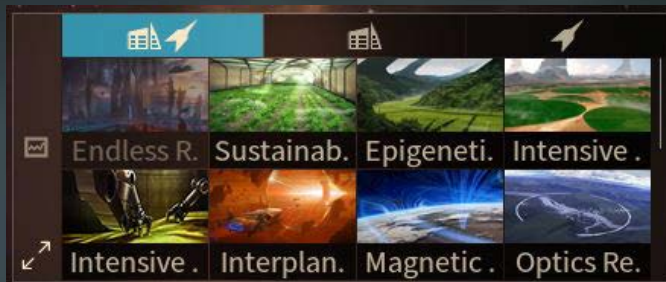 Endless R. Sustainab. Epigeneti. Intensive .
Intensive . Interplan. Magnetic . Optics Re.